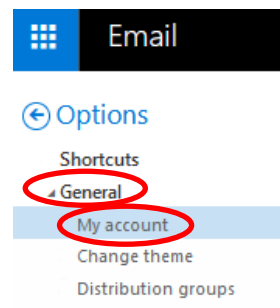 Email
Options
Shortcuts
General
My account
Change theme
Distribution groups